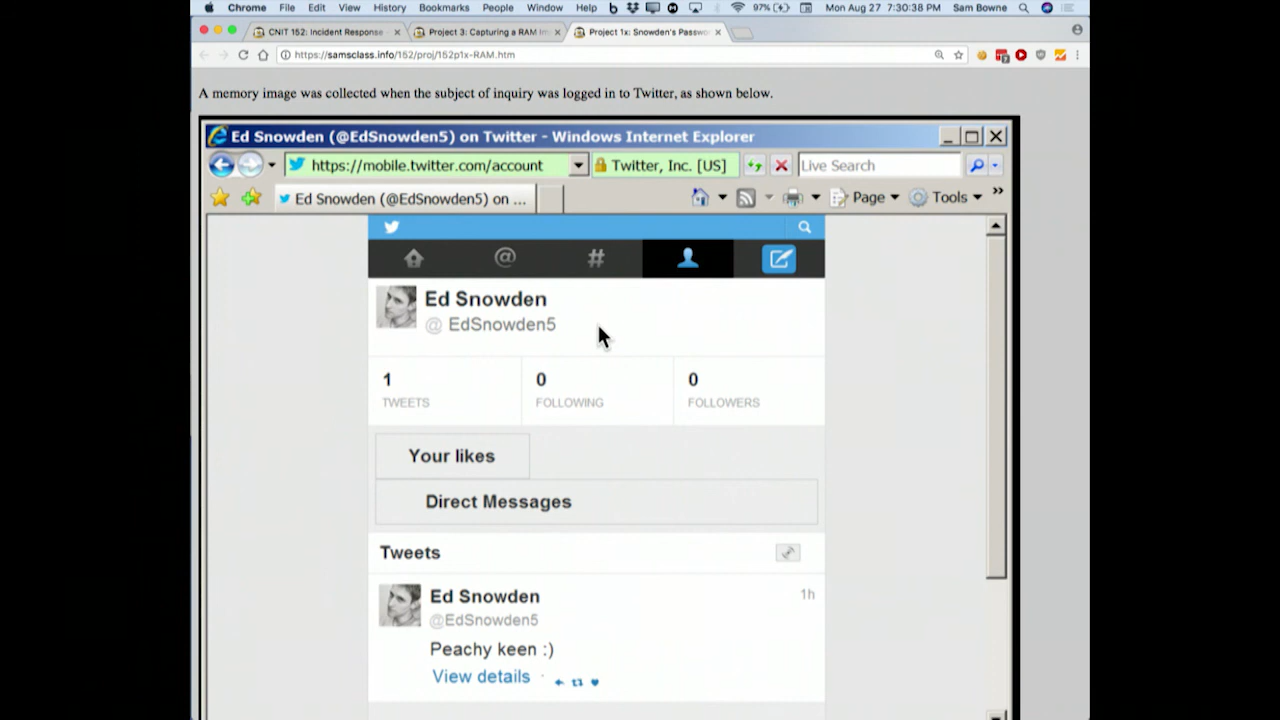 Chrome File Edit View History Bookmarks People Window Help 97% Mon Aug 27 7:30:38 PM Sam Bowne
CNIT 152: Incident Response Project 3: Capturing a RAM Im Project 1x: Snowden's Passwo
https://samsclass.info/152/proj/152p1x-RAM.htm
A memory image was collected when the subject of inquiry was logged in to Twitter, as shown below.
Ed Snowden (@EdSnowden5) on Twitter - Windows Internet Explorer
https://mobile.twitter.com/account Twitter, Inc. [US] Live Search
Ed Snowden (@EdSnowden5) on ... Page Tools »
@ #
Ed Snowden
@ EdSnowden5
1 0 0
TWEETS FOLLOWING FOLLOWERS
Your likes
Direct Messages
Tweets
Ed Snowden 1h
@EdSnowden5
Peachy keen :)
View details ·